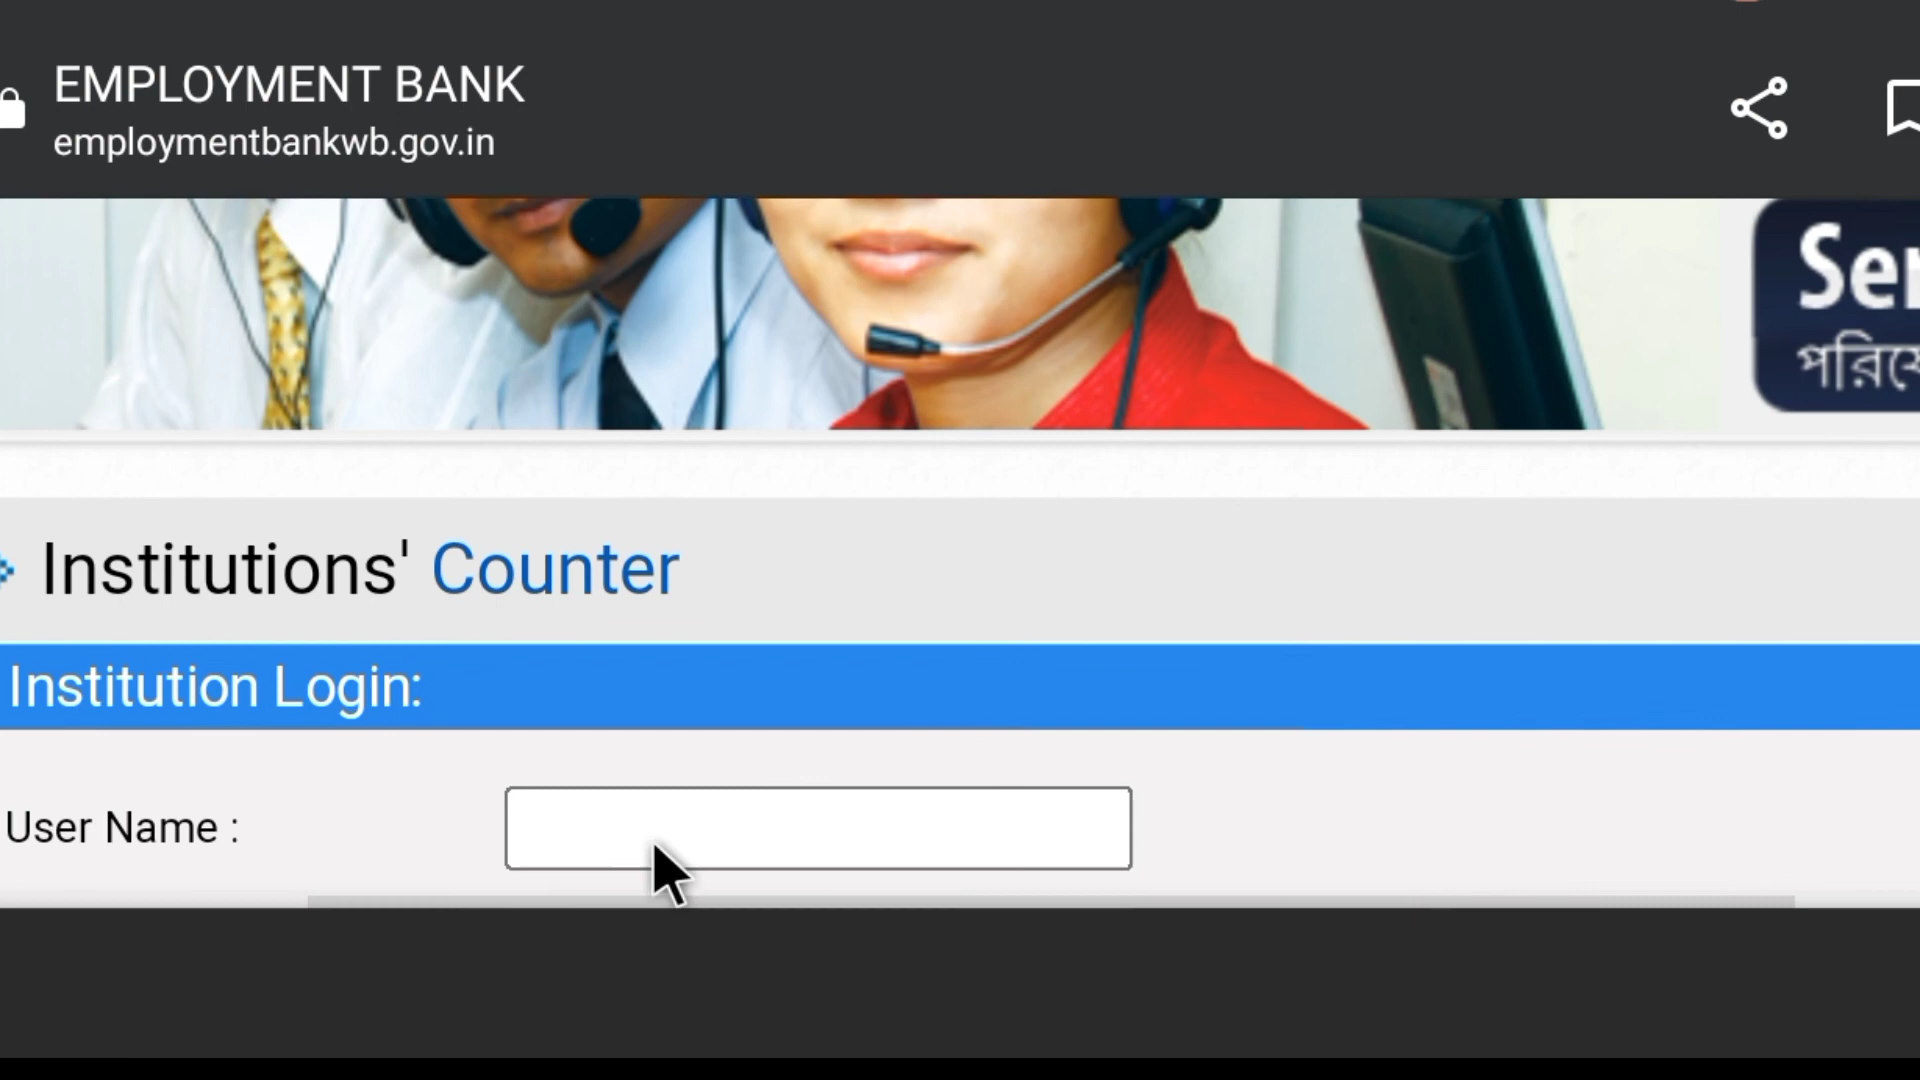 EMPLOYMENT BANK
employmentbankwb.gov.in
Institutions' Counter
Institution Login:
User Name :